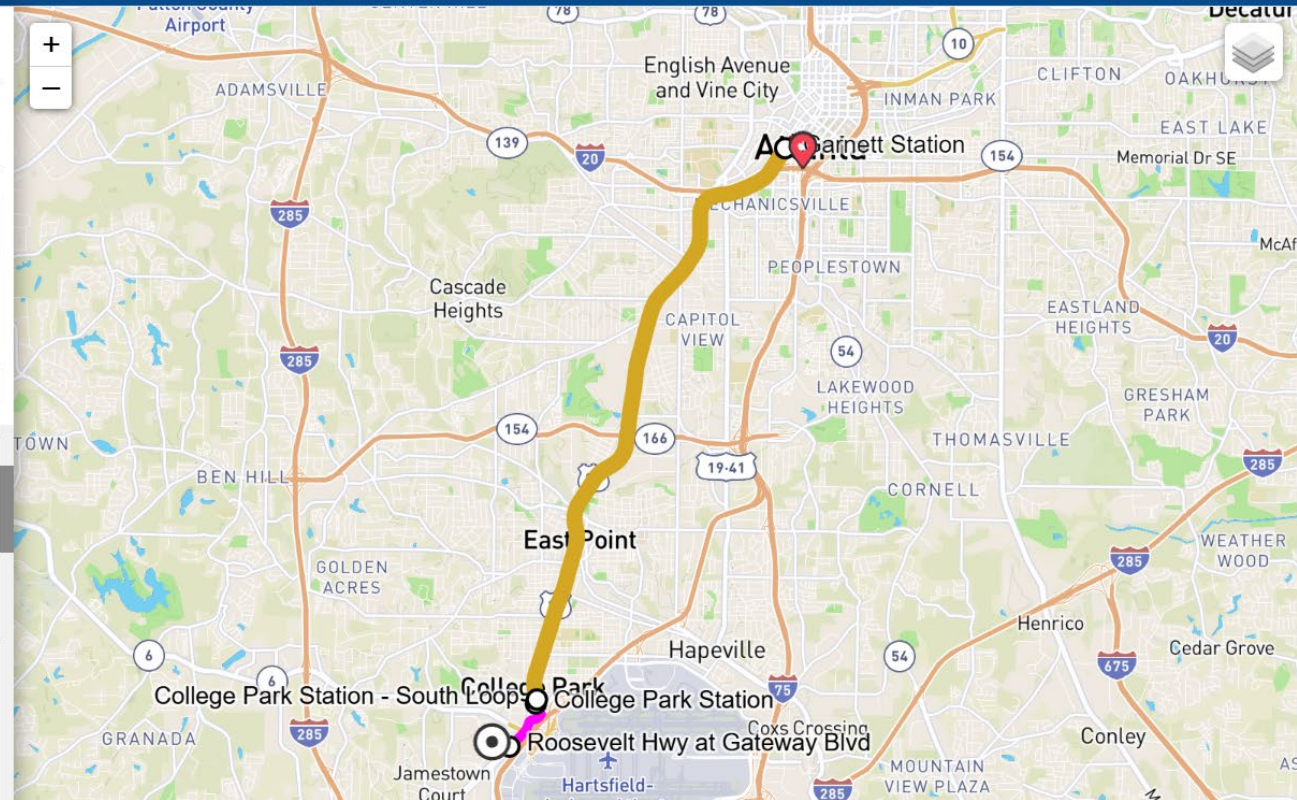 Airport
78
78
+
−
10
Decatur
English Avenue
and Vine City
CLIFTON
ADAMSVILLE
INMAN PARK
EAST LAKE
139
20
Garnett Station
154
Memorial Dr SE
285
MECHANICSVILLE
McAf
PEOPLESTOWN
Cascade
Heights
CAPITOL
VIEW
EASTLAND
HEIGHTS
20
285
54
LAKEWOOD
HEIGHTS
GRESHAM
PARK
154
166
TOWN
THOMASVILLE
19-41
285
BEN HILL
CORNELL
East Point
WEATHER
WOOD
285
GOLDEN
ACRES
Henrico
6
Hapeville
54
Cedar Grove
675
6
75
College Park
College Park Station - South Loop
College Park Station
Coxs Crossing
GRANADA
285
Roosevelt Hwy at Gateway Blvd
Conley
Jamestown
Court
Hartsfield-
MOUNTAIN
VIEW PLAZA
285